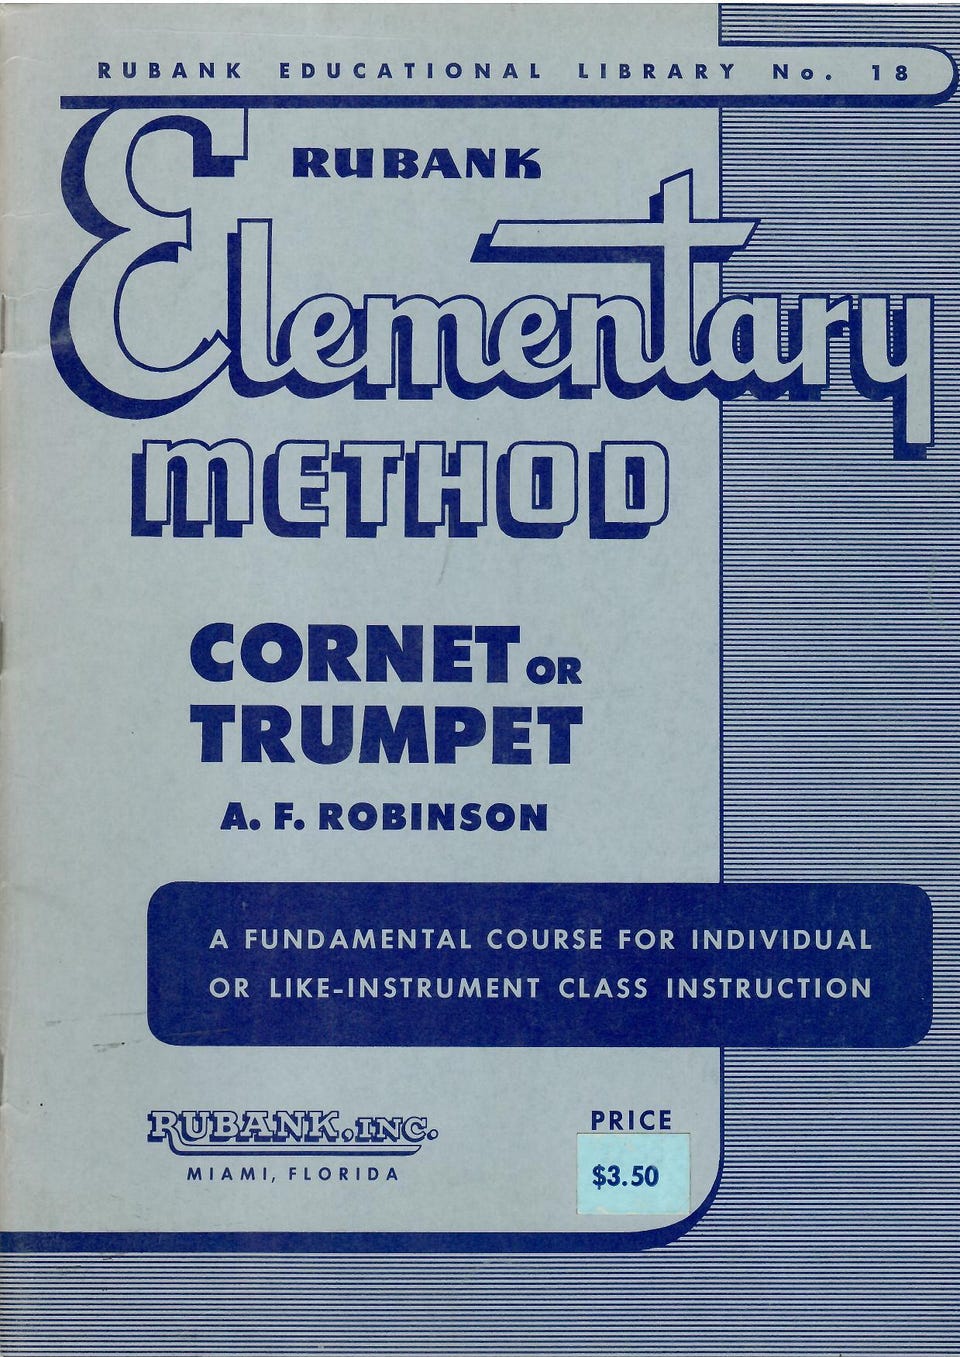 RUBANK EDUCATIONAL LIBRARY No. 18
RUBANK
Elementary
METHOD
CORNET OR
TRUMPET
A. F. ROBINSON
A FUNDAMENTAL COURSE FOR INDIVIDUAL
OR LIKE-INSTRUMENT CLASS INSTRUCTION
RUBANK, INC.
MIAMI, FLORIDA
PRICE
$3.50